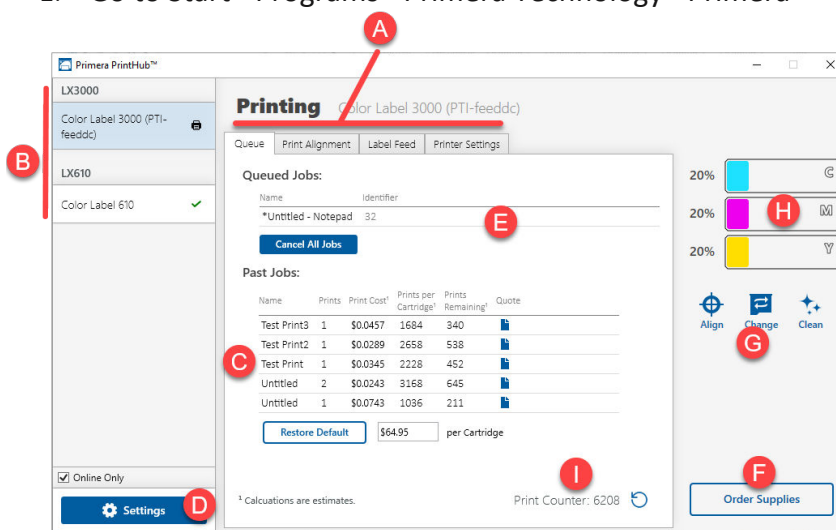 1. Go to Start - Programs - Primera Technology - Primera
A
Primera PrintHub™
LX3000
Color Label 3000 (PTI-
feeddc)
B
LX610
Color Label 610
Online Only
Settings
D
Printing Color Label 3000 (PTI-feeddc)
Queue Print Alignment Label Feed Printer Settings
Queued Jobs:
Name Identifier
*Untitled - Notepad 32
E
Cancel All Jobs
Past Jobs:
Name Prints Print Cost¹ Prints per Cartridge¹ Prints Remaining¹ Quote
Test Print3 1 $0.0457 1684 340
Test Print2 1 $0.0289 2658 538
C
Test Print 1 $0.0345 2228 452
Untitled 2 $0.0243 3168 645
Untitled 1 $0.0743 1036 211
Restore Default $64.95 per Cartridge
¹ Calcuations are estimates.
I
Print Counter: 6208
20% C
20% H M
20% Y
Align Change Clean
G
F
Order Supplies